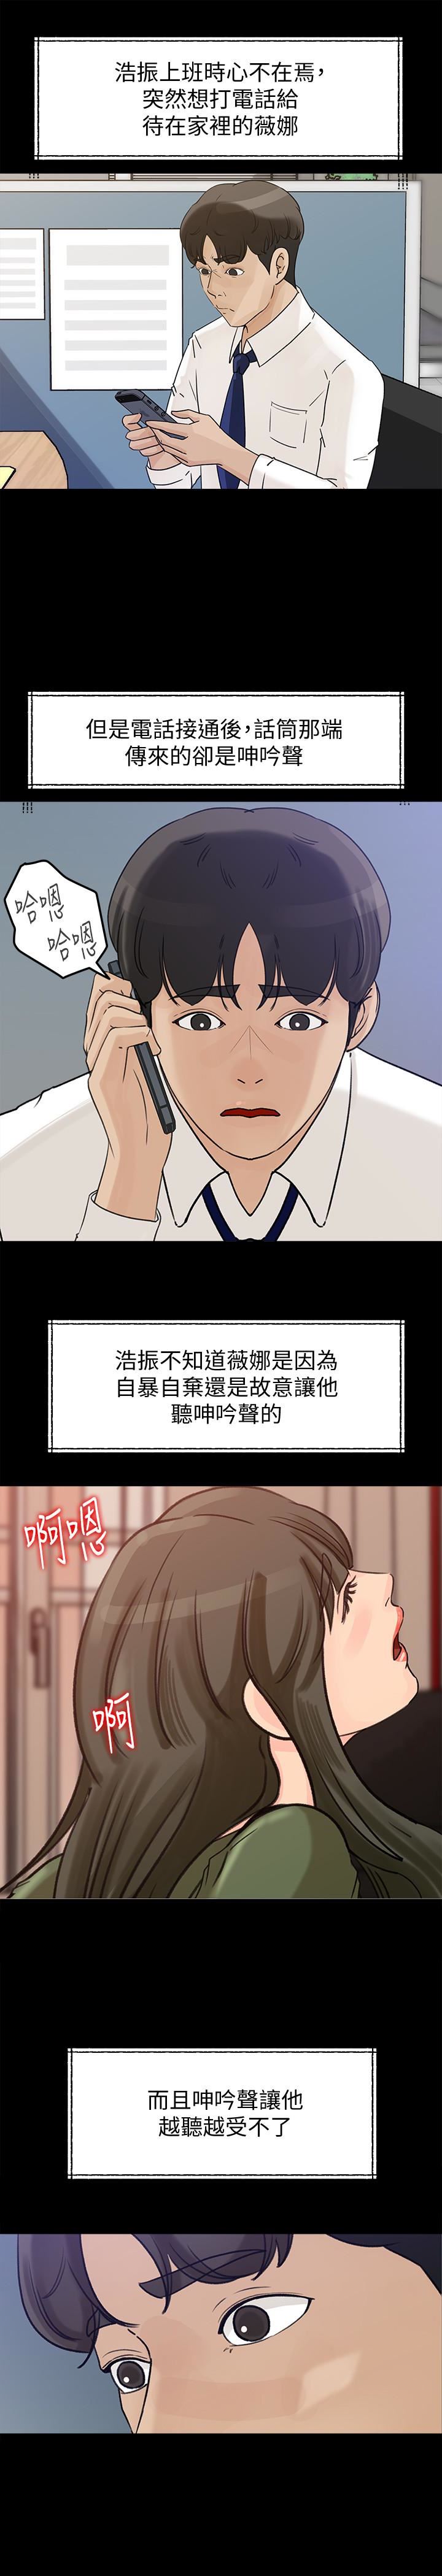 浩振上班時心不在焉,
突然想打電話給
待在家裡的薇娜
但是電話接通後,話筒那端
傳來的卻是呻吟聲
哈嗯
哈嗯
浩振不知道薇娜是因為
自暴自棄還是故意讓他
聽呻吟聲的
啊嗯
啊
而且呻吟聲讓他
越聽越受不了